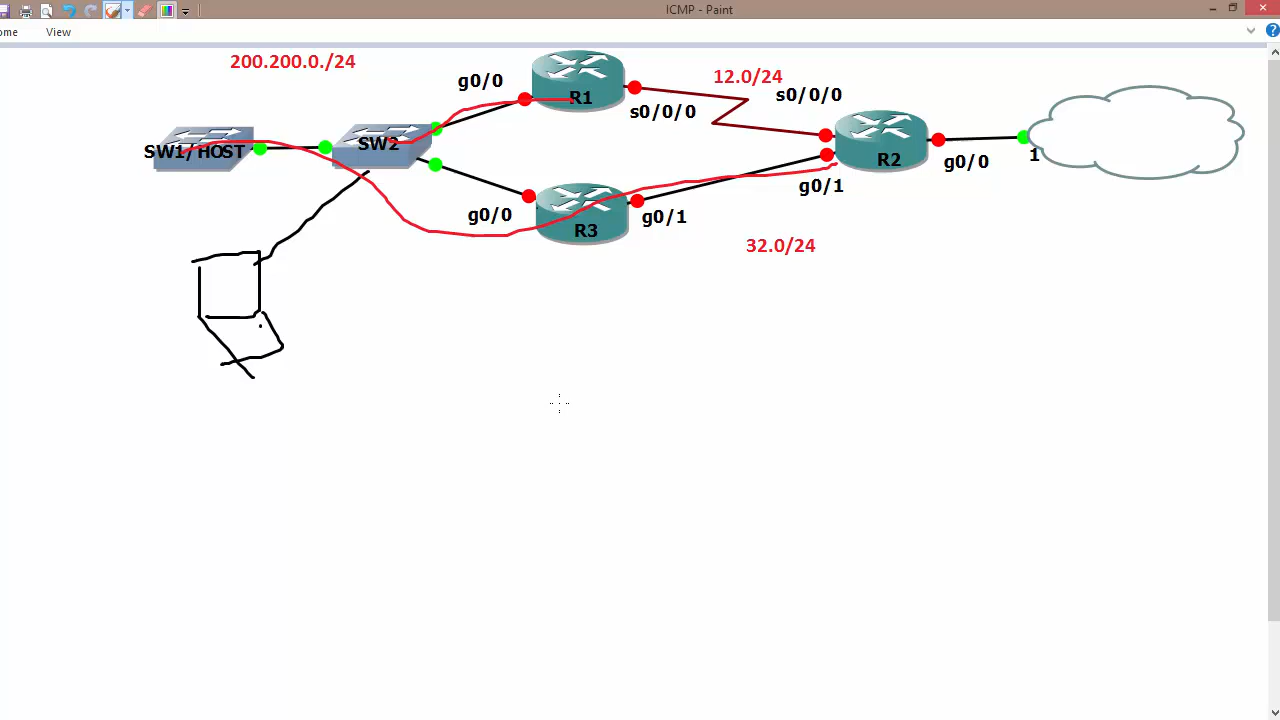 ICMP - Paint
ome View
200.200.0./24
g0/0
R1
12.0/24
s0/0/0
s0/0/0
SW1/HOST
SW2
R2
g0/0
1
g0/1
g0/0
R3
g0/1
32.0/24